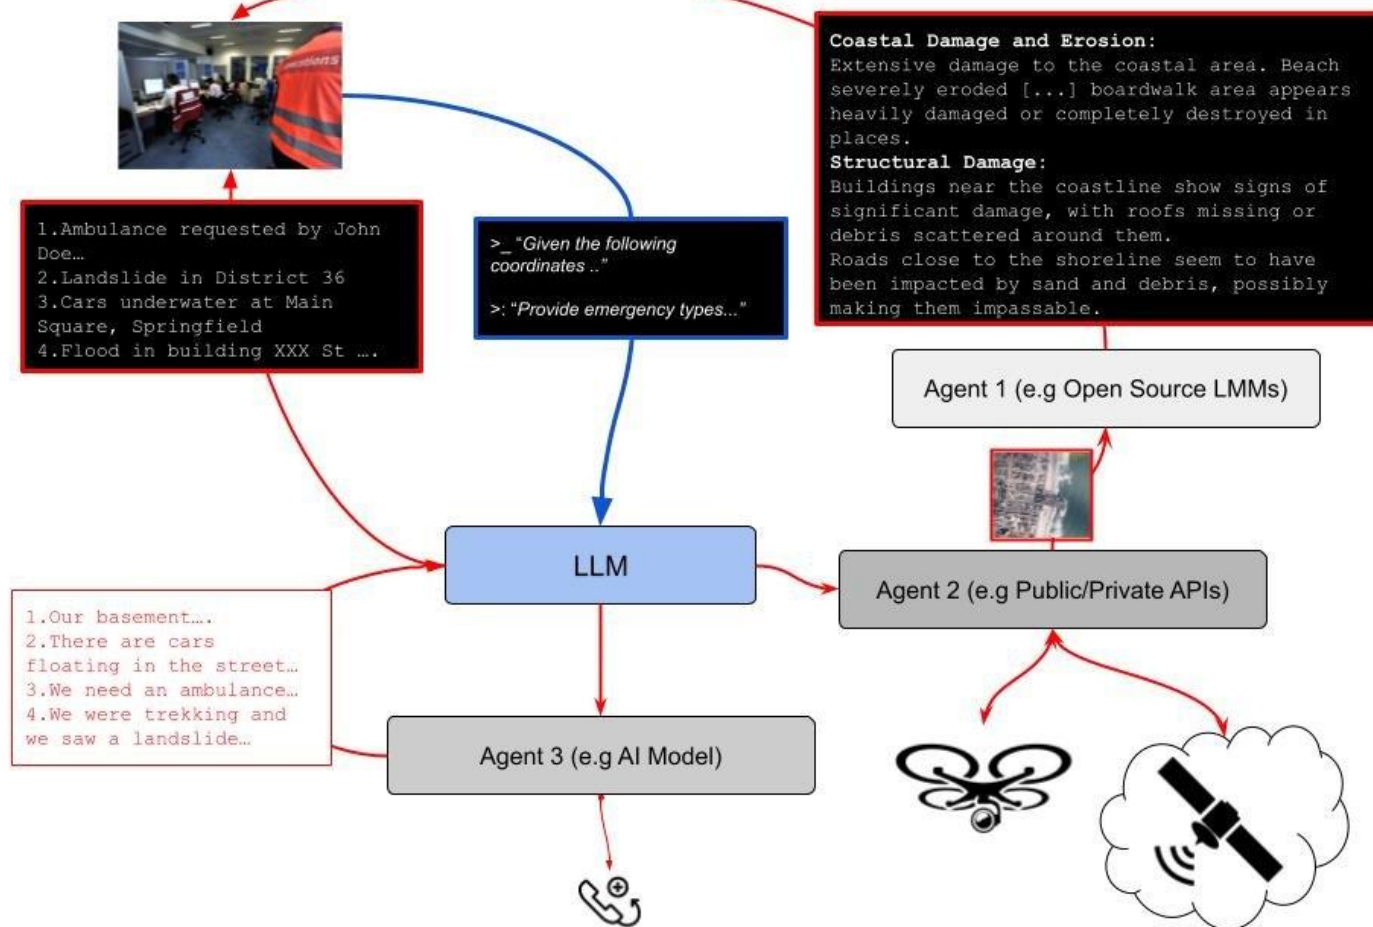 Coastal Damage and Erosion:
Extensive damage to the coastal area. Beach
severely eroded [...] boardwalk area appears
heavily damaged or completely destroyed in
places.
Structural Damage:
Buildings near the coastline show signs of
significant damage, with roofs missing or
debris scattered around them.
Roads close to the shoreline seem to have
been impacted by sand and debris, possibly
making them impassable.
1.Ambulance requested by John
Doe…
2.Landslide in District 36
3.Cars underwater at Main
Square, Springfield
4.Flood in building XXX St ….
>_ “Given the following
coordinates ..”
>: “Provide emergency types...”
Agent 1 (e.g Open Source LMMs)
LLM
Agent 2 (e.g Public/Private APIs)
1.Our basement….
2.There are cars
floating in the street…
3.We need an ambulance…
4.We were trekking and
we saw a landslide…
Agent 3 (e.g AI Model)